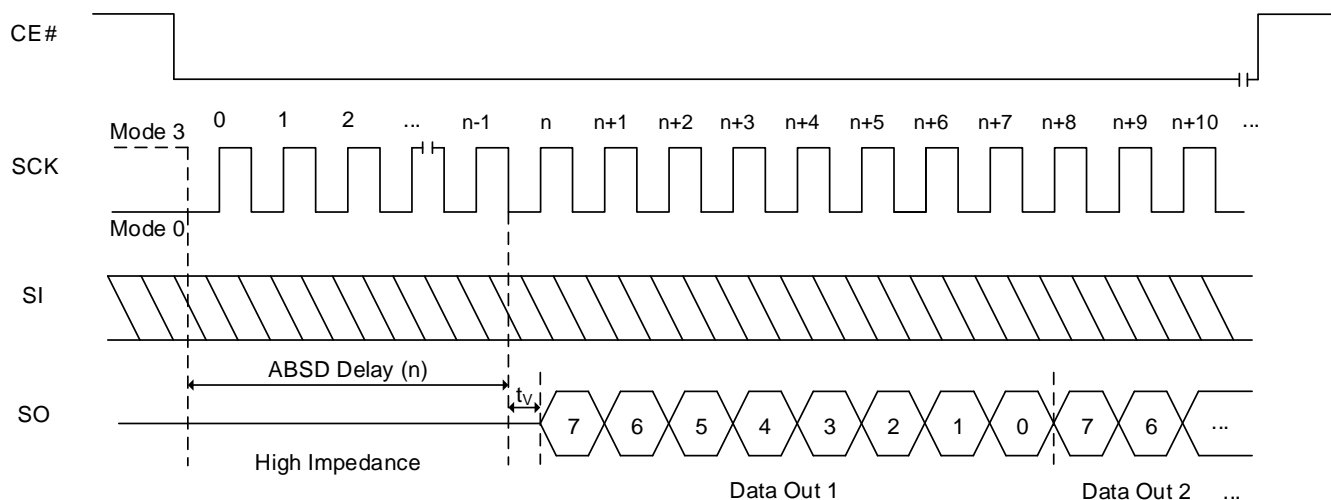 CE#
Mode 3
0 1 2 ... n-1 n n+1 n+2 n+3 n+4 n+5 n+6 n+7 n+8 n+9 n+10 ...
SCK
Mode 0
SI
ABSD Delay (n)
tV
SO
7 6 5 4 3 2 1 0 7 6 ...
High Impedance
Data Out 1
Data Out 2 ...